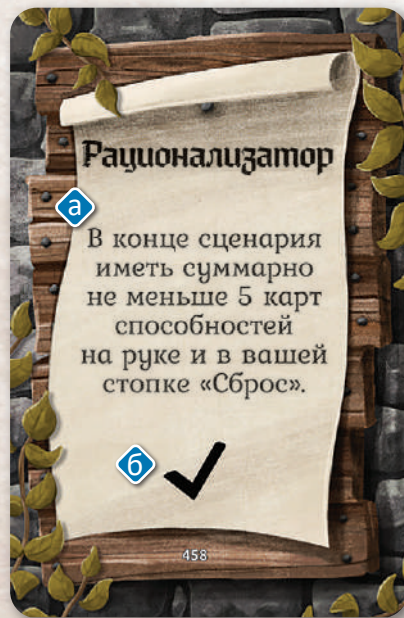 Рационализатор
а
В конце сценария
иметь суммарно
не меньше 5 карт
способностей
на руке и в вашей
стопке «Сброс».
б
458